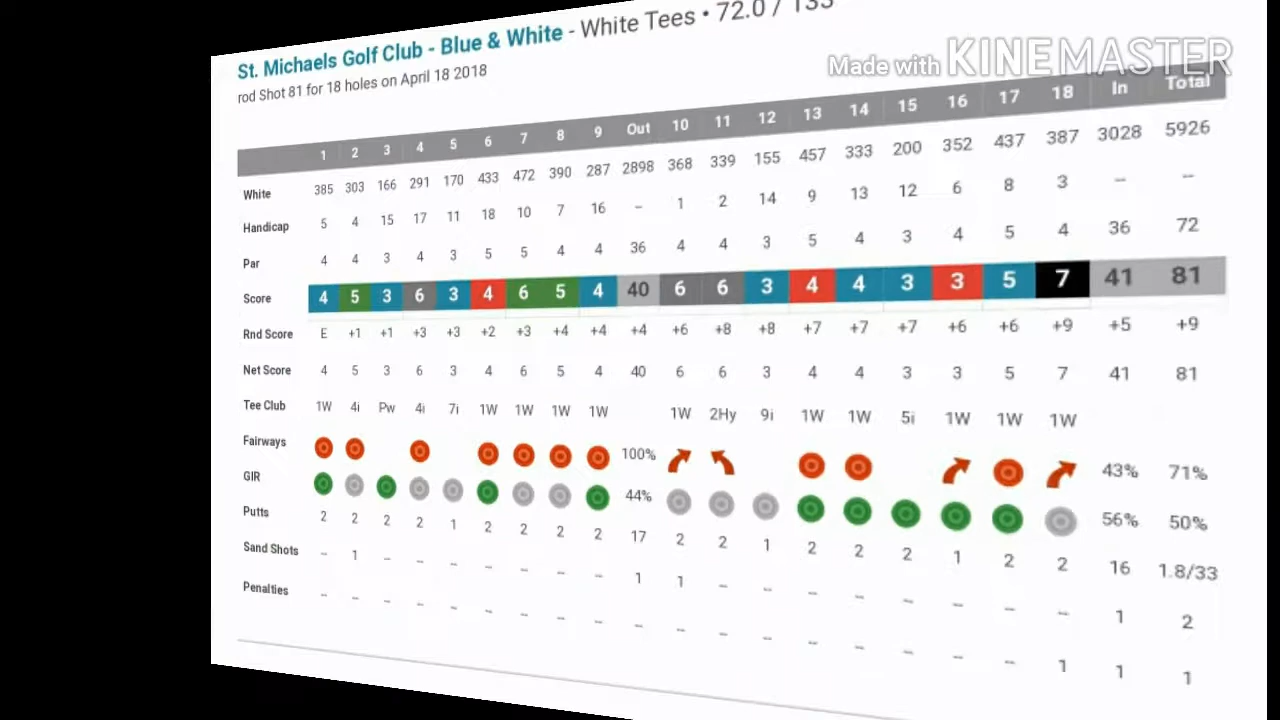 St. Michaels Golf Club - Blue & White - White Tees • 72.0 / 133
rod Shot 81 for 18 holes on April 18 2018
Made with KINEMASTER
1 2 3 4 5 6 7 8 9 Out 10 11 12 13 14 15 16 17 18 In Total
White 385 303 166 291 170 433 472 390 287 2898 368 339 155 457 333 200 352 437 387 3028 5926
Handicap 5 4 15 17 11 18 10 7 16 – 1 2 14 9 13 12 6 8 3 -- --
Par 4 4 3 4 3 5 5 4 4 36 4 4 3 5 4 3 4 5 4 36 72
Score 4 5 3 6 3 4 6 5 4 40 6 6 3 4 4 3 3 5 7 41 81
Rnd Score E +1 +1 +3 +3 +2 +3 +4 +4 +4 +6 +8 +8 +7 +7 +7 +6 +6 +9 +5 +9
Net Score 4 5 3 6 3 4 6 5 4 40 6 6 3 4 4 3 3 5 7 41 81
Tee Club 1W 4i Pw 4i 7i 1W 1W 1W 1W 1W 2Hy 9i 1W 1W 5i 1W 1W 1W
Fairways 100% 43% 71%
GIR 44% 56% 50%
Putts 2 2 2 2 1 2 2 2 2 17 2 2 1 2 2 2 1 2 2 16 1.8/33
Sand Shots -- 1 -- -- -- -- -- -- -- 1 1 -- -- -- -- -- -- -- -- 1 2
Penalties -- -- -- -- -- -- -- -- -- -- -- -- -- -- -- -- -- -- 1 1 1